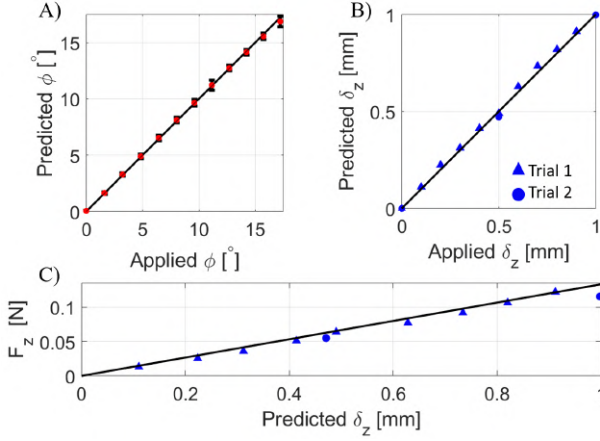 A)
Predicted ϕ [°]
15
10
5
0
0
5
10
15
Applied ϕ [°]
B)
Predicted δz [mm]
1
0.5
0
0
0.5
1
Trial 1
Trial 2
Applied δz [mm]
C)
Fz [N]
0.1
0.05
0
0
0.2
0.4
0.6
0.8
1
Predicted δz [mm]